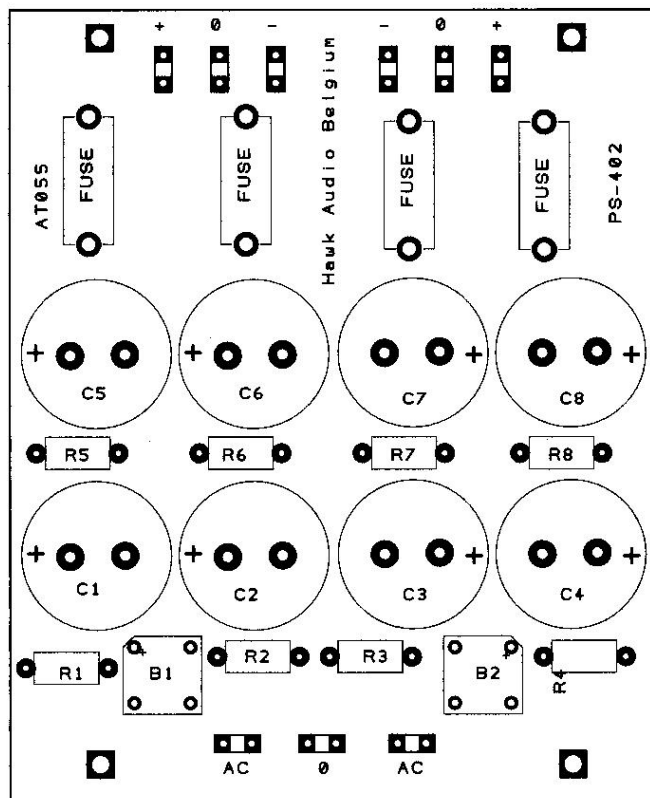 + 0 - - 0 +
AT055
FUSE
FUSE
Hawk Audio Belgium
FUSE
FUSE
PS-402
+ + + +
C5 C6 C7 C8
R5 R6 R7 R8
+ + + +
C1 C2 C3 C4
+ +
R1 B1 R2 R3 B2 R4
AC 0 AC